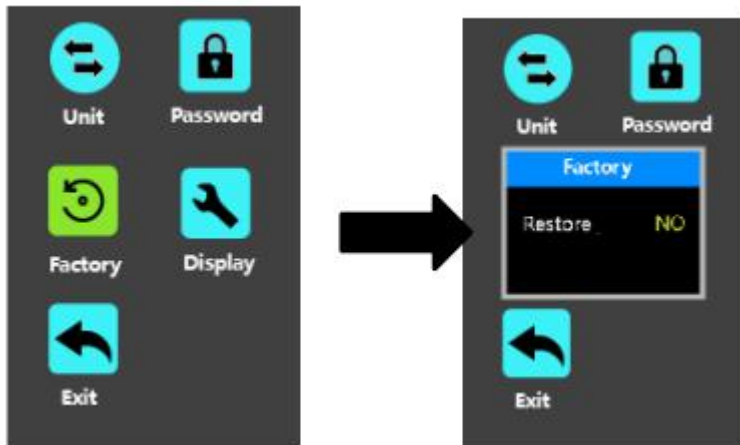 Unit Password
Factory Display
Exit
Unit Password
Factory
Restore NO
Exit